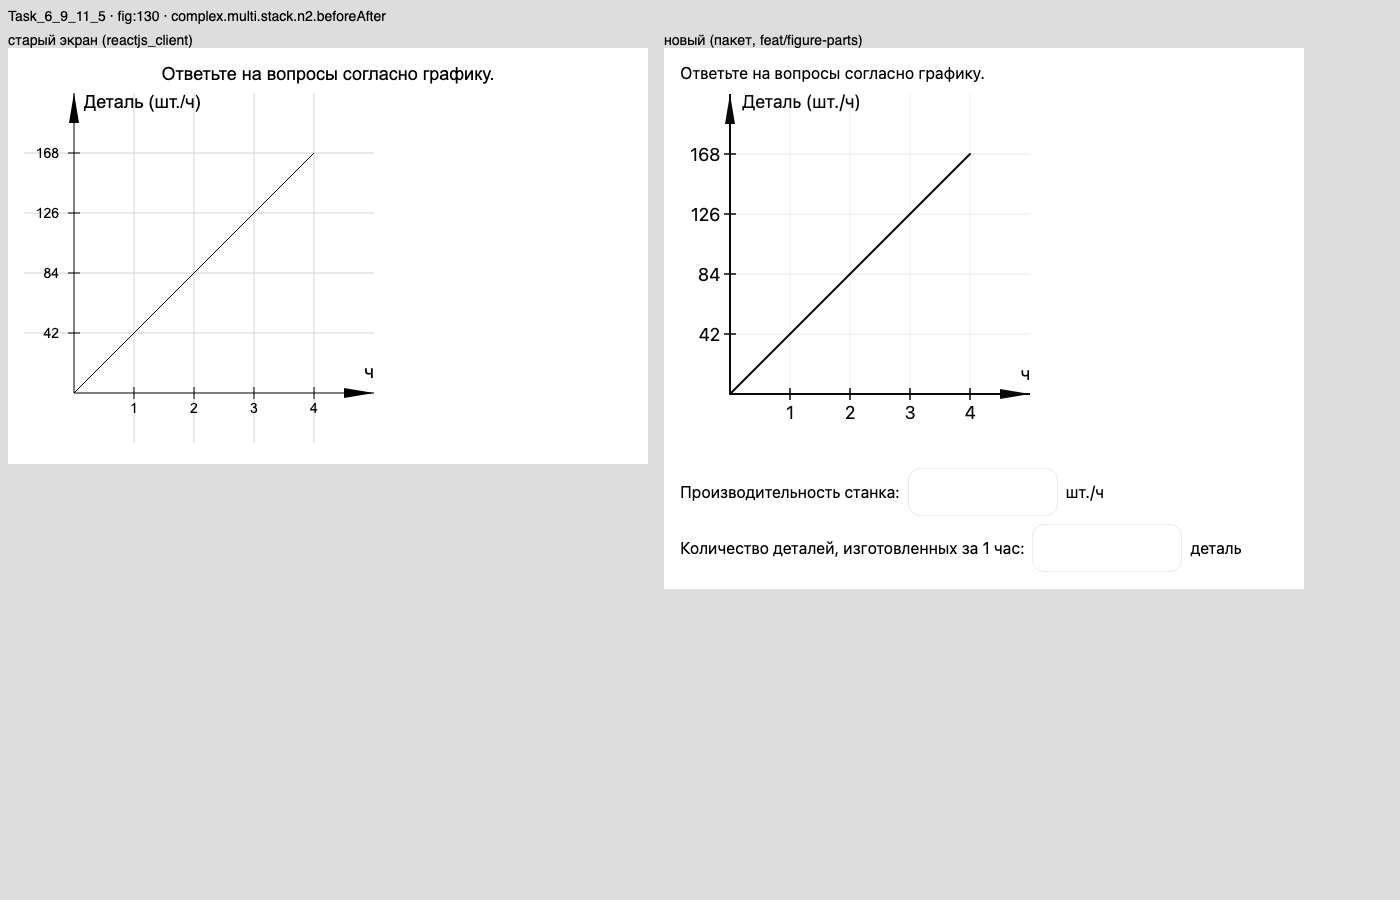 Task_6_9_11_5 · fig:130 · complex.multi.stack.n2.beforeAfter
старый экран (reactjs_client)
Ответьте на вопросы согласно графику.
Деталь (шт./ч)
168
126
84
42
ч
1 2 3 4
новый (пакет, feat/figure-parts)
Ответьте на вопросы согласно графику.
Деталь (шт./ч)
168
126
84
42
ч
1 2 3 4
Производительность станка: шт./ч
Количество деталей, изготовленных за 1 час: деталь